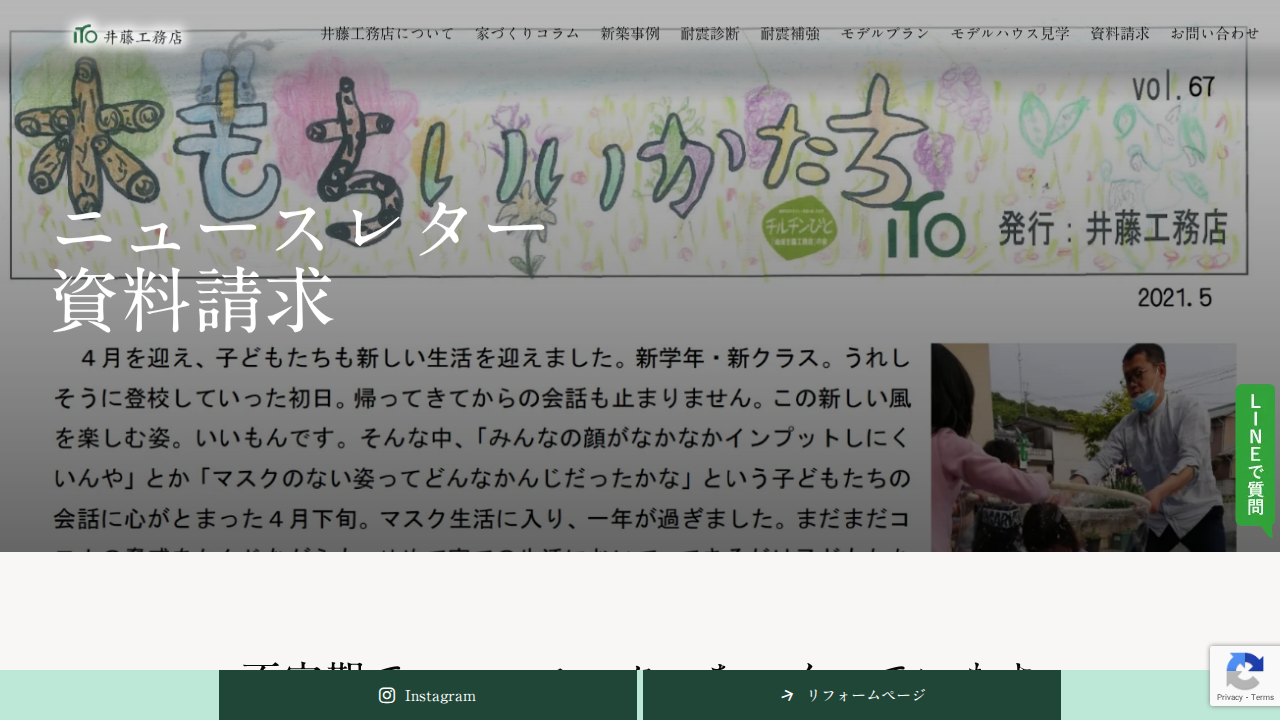 iTO 井藤工務店
井藤工務店について 家づくりコラム 新築事例 耐震診断 耐震補強 モデルプラン モデルハウス見学 資料請求 お問い合わせ
vol. 67
木もちいいかたち
チルチンびと
iTO 発行:井藤工務店
ニュースレター
資料請求
2021. 5
4月を迎え、子どもたちも新しい生活を迎えました。新学年・新クラス。うれし
そうに登校していった初日。帰ってきてからの会話も止まりません。この新しい風
を楽しむ姿。いいもんです。そんな中、「みんなの顔がなかなかインプットしにく
いんや」とか「マスクのない姿ってどんなかんじだったかな」という子どもたちの
会話に心がとまった4月下旬。マスク生活に入り、一年が過ぎました。まだまだコ
LINEで質問
Instagram
リフォームページ
Privacy - Terms